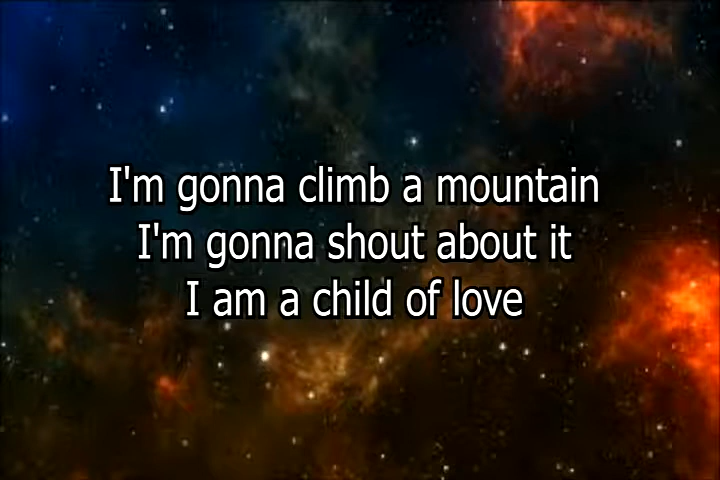 I'm gonna climb a mountain
I'm gonna shout about it
I am a child of love